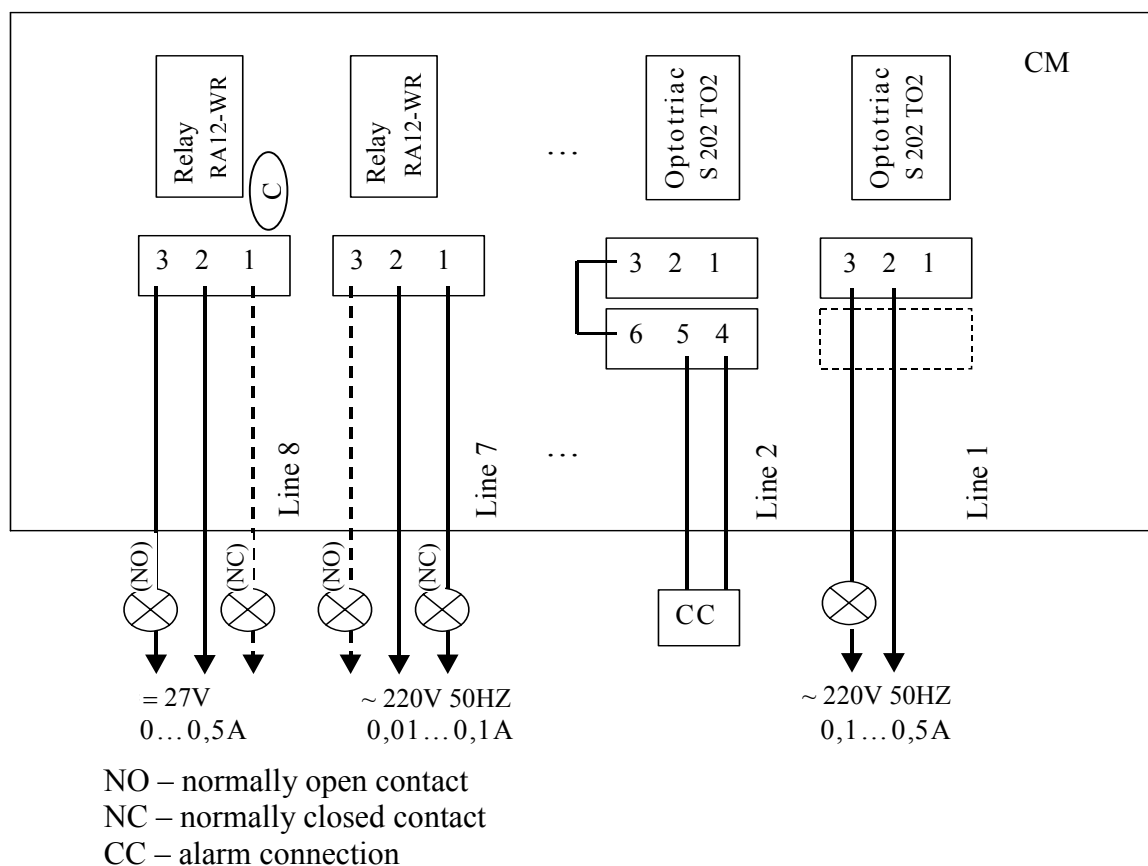 CM
Relay
RA12-WR
C
Relay
RA12-WR
...
Optotriac
S 202 TO2
Optotriac
S 202 TO2
3 2 1
3 2 1
3 2 1
3 2 1
6 5 4
Line 8
Line 7
...
Line 2
Line 1
(NO)
(NC)
(NO)
(NC)
CC
= 27V
0...0,5A
~ 220V 50HZ
0,01...0,1A
~ 220V 50HZ
0,1...0,5A
NO – normally open contact
NC – normally closed contact
CC – alarm connection